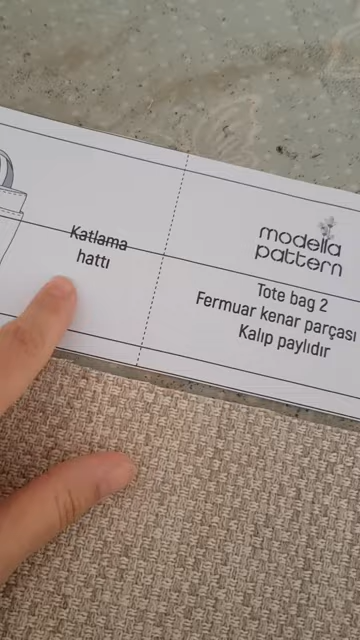 Katlama
hattı
modella
pattern
Tote bag 2
Fermuar kenar parçası
Kalıp paylıdır